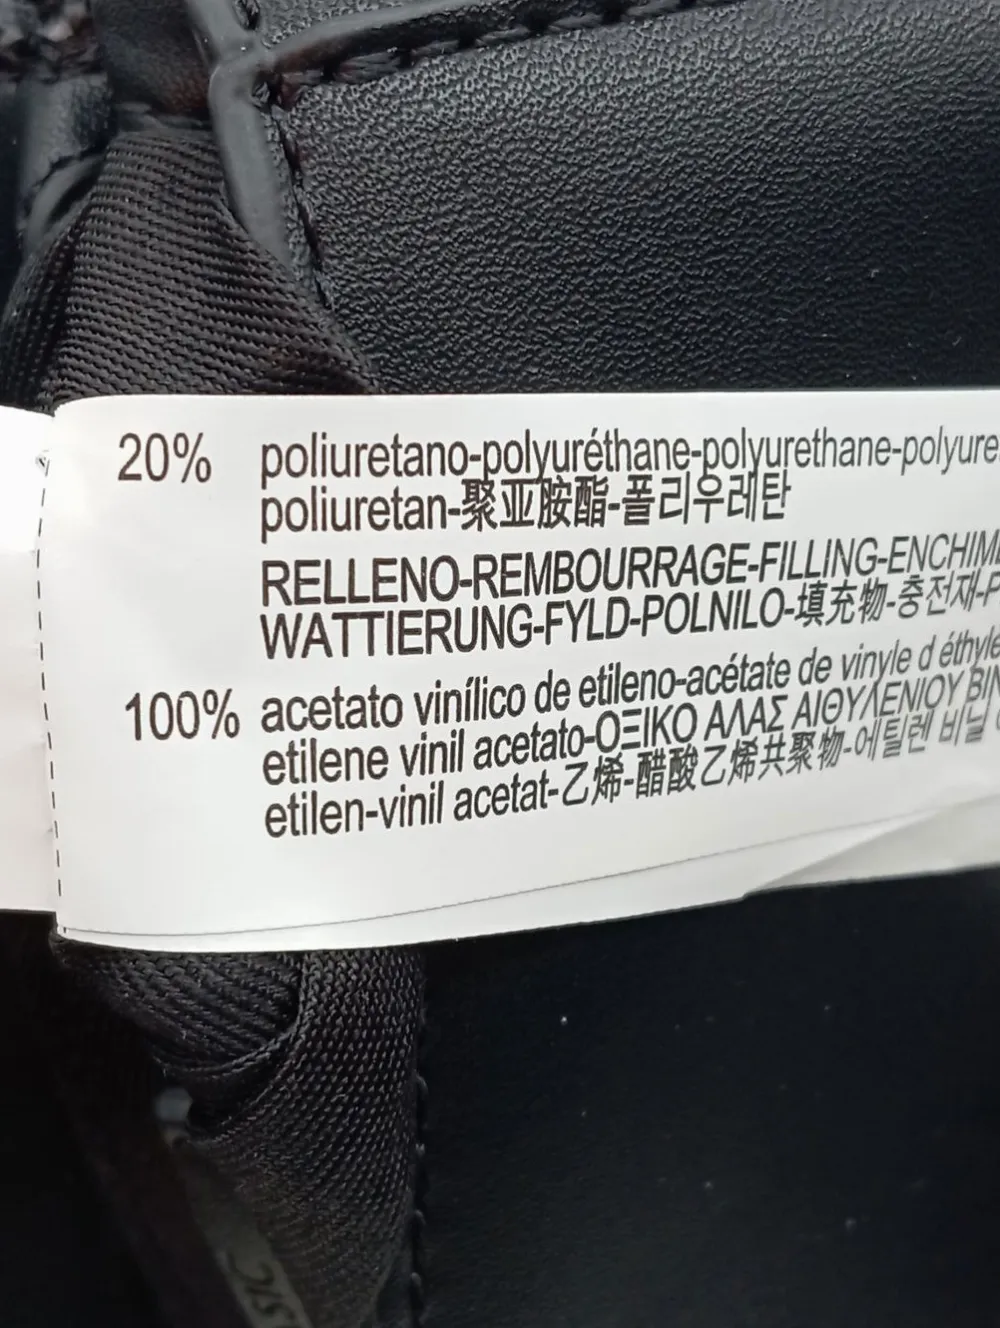 20% poliuretano-polyuréthane-polyurethane-polyure
poliuretan-聚亚胺酯-폴리우레탄
RELLENO-REMBOURRAGE-FILLING-ENCHIM
WATTIERUNG-FYLD-POLNILO-填充物-충전재-P
100% acetato vinílico de etileno-acétate de vinyle d éthyle
etilene vinil acetato-ΟΞΙΚΟ ΑΛΑΣ ΑΙΘΥΛΕΝΙΟΥ ΒΙΝ
etilen-vinil acetat-乙烯-醋酸乙烯共聚物-에틸렌 비닐